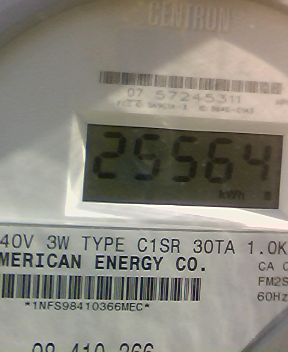 CENTRON
07 57245311
25564
kWh
40V 3W TYPE C1SR 30TA 1.0K
MERICAN ENERGY CO.
CA
FM2S
60Hz
*1NFS98410366MEC*
98 410 366